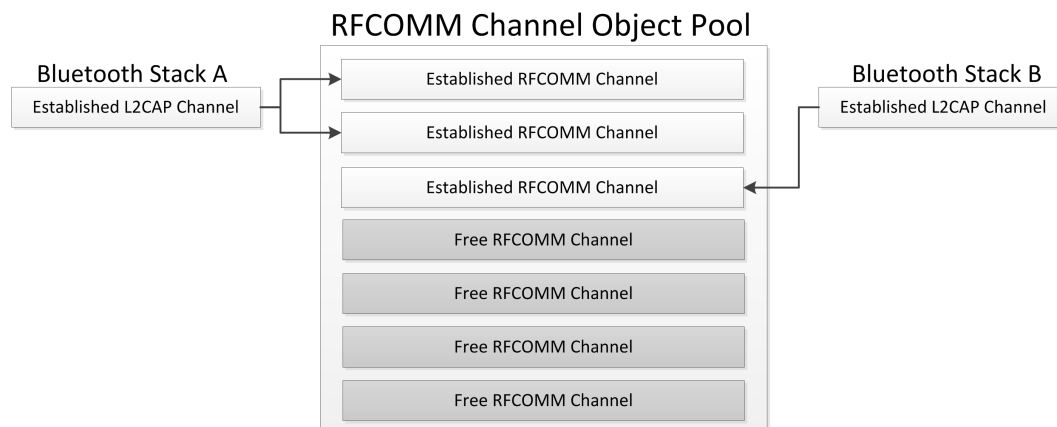 RFCOMM Channel Object Pool
Bluetooth Stack A
Established L2CAP Channel
Established RFCOMM Channel
Established RFCOMM Channel
Established RFCOMM Channel
Free RFCOMM Channel
Free RFCOMM Channel
Free RFCOMM Channel
Free RFCOMM Channel
Bluetooth Stack B
Established L2CAP Channel